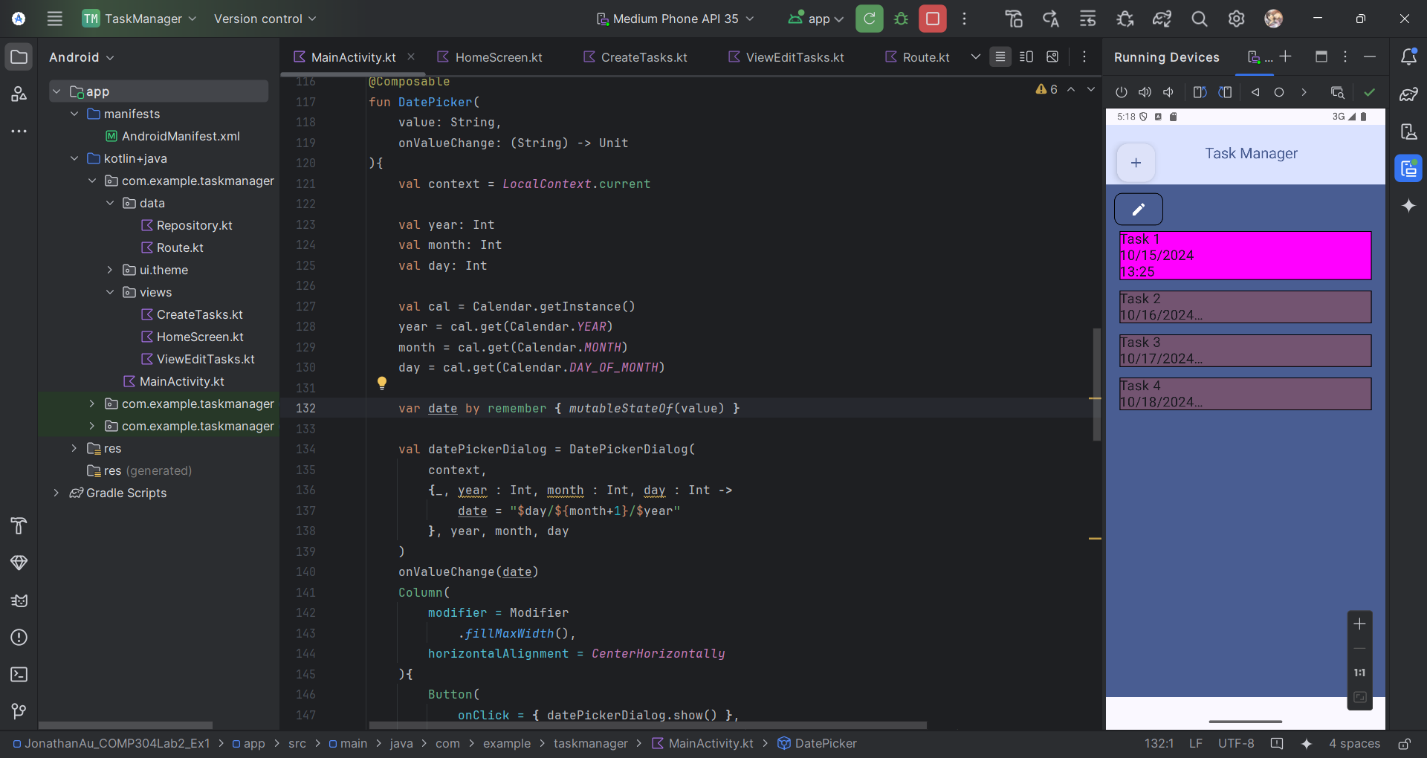 TM TaskManager Version control Medium Phone API 35 app
Android
app
manifests
AndroidManifest.xml
kotlin+java
com.example.taskmanager
data
Repository.kt
Route.kt
ui.theme
views
CreateTasks.kt
HomeScreen.kt
ViewEditTasks.kt
MainActivity.kt
com.example.taskmanager
com.example.taskmanager
res
res (generated)
Gradle Scripts
MainActivity.kt HomeScreen.kt CreateTasks.kt ViewEditTasks.kt Route.kt
6
116 @Composable
117 fun DatePicker(
118 value: String,
119 onValueChange: (String) -> Unit
120 ){
121 val context = LocalContext.current
122
123 val year: Int
124 val month: Int
125 val day: Int
126
127 val cal = Calendar.getInstance()
128 year = cal.get(Calendar.YEAR)
129 month = cal.get(Calendar.MONTH)
130 day = cal.get(Calendar.DAY_OF_MONTH)
131
132 var date by remember { mutableStateOf(value) }
133
134 val datePickerDialog = DatePickerDialog(
135 context,
136 {_, year : Int, month : Int, day : Int ->
137 date = "$day/${month+1}/$year"
138 }, year, month, day
139 )
140 onValueChange(date)
141 Column(
142 modifier = Modifier
143 .fillMaxWidth(),
144 horizontalAlignment = CenterHorizontally
145 ){
146 Button(
147 onClick = { datePickerDialog.show() },
Running Devices ...
5:18 3G
+ Task Manager
Task 1
10/15/2024
13:25
Task 2
10/16/2024...
Task 3
10/17/2024...
Task 4
10/18/2024...
1:1
JonathanAu_COMP304Lab2_Ex1 > app > src > main > java > com > example > taskmanager > MainActivity.kt > DatePicker
132:1 LF UTF-8 4 spaces